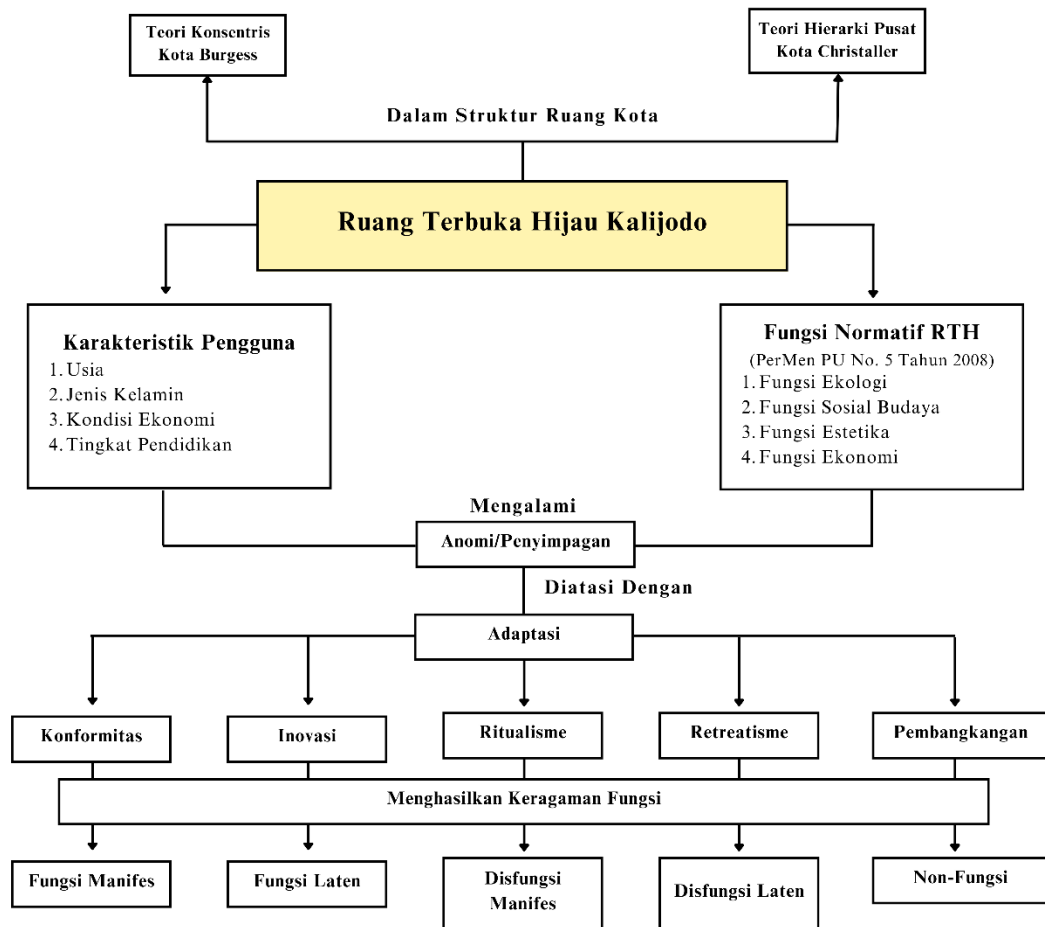 Teori Konsentris
Kota Burgess
Teori Hierarki Pusat
Kota Christaller
Dalam Struktur Ruang Kota
Ruang Terbuka Hijau Kalijodo
Karakteristik Pengguna
1. Usia
2. Jenis Kelamin
3. Kondisi Ekonomi
4. Tingkat Pendidikan
Fungsi Normatif RTH
(PerMen PU No. 5 Tahun 2008)
1. Fungsi Ekologi
2. Fungsi Sosial Budaya
3. Fungsi Estetika
4. Fungsi Ekonomi
Mengalami
Anomi/Penyimpagan
Diatasi Dengan
Adaptasi
Konformitas
Inovasi
Ritualisme
Retreatisme
Pembangkangan
Menghasilkan Keragaman Fungsi
Fungsi Manifes
Fungsi Laten
Disfungsi
Manifes
Disfungsi Laten
Non-Fungsi